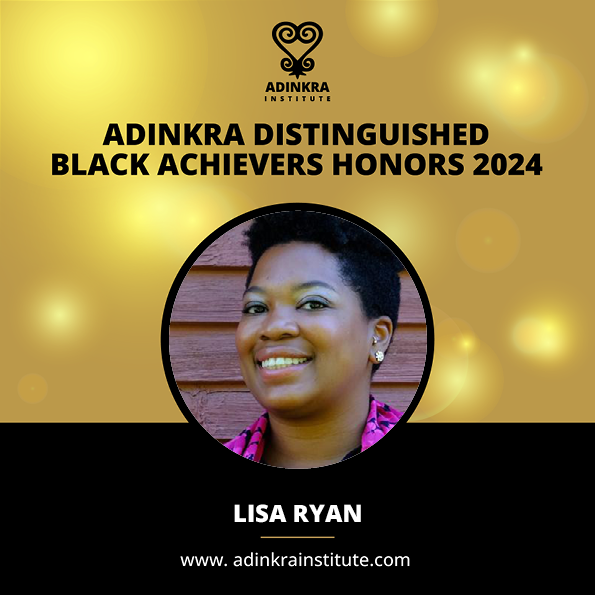 ADINKRA
INSTITUTE
ADINKRA DISTINGUISHED
BLACK ACHIEVERS HONORS 2024
LISA RYAN
www. adinkrainstitute.com